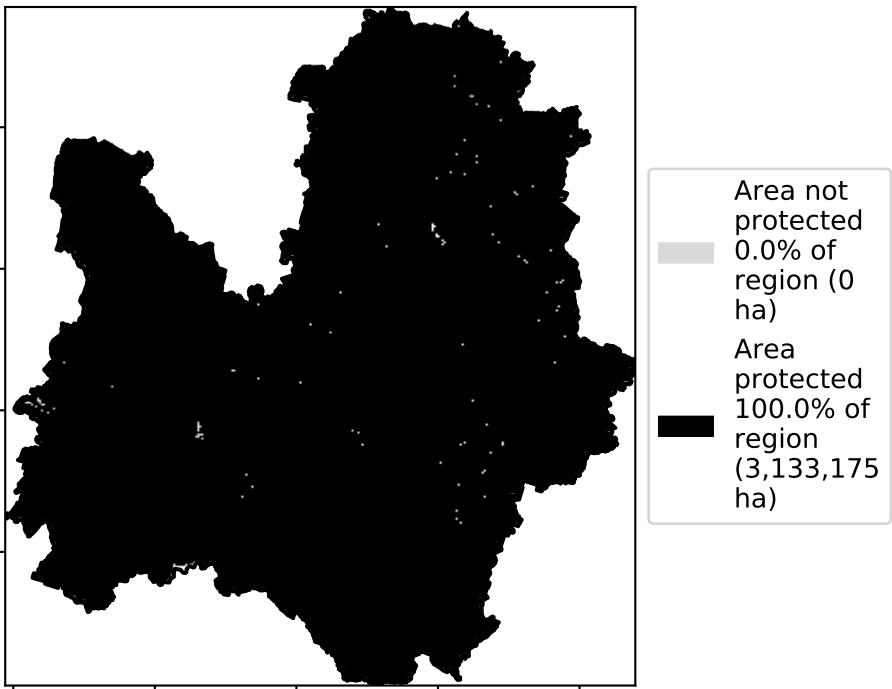 Area not
protected
0.0% of
region (0
ha)
Area
protected
100.0% of
region
(3,133,175
ha)